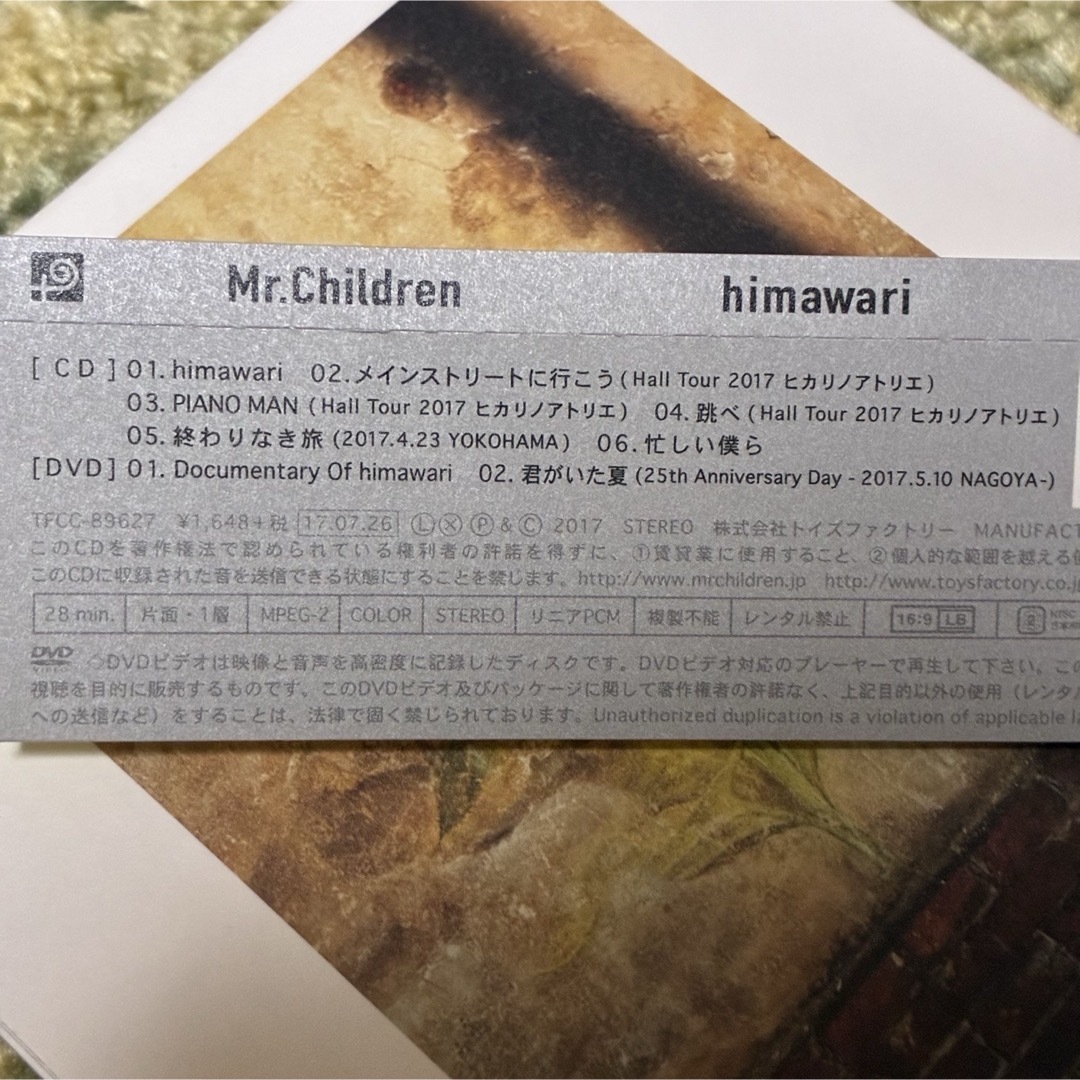 Mr.Children himawari
[ CD ] 01. himawari 02. メインストリートに行こう (Hall Tour 2017 ヒカリノアトリエ)
03. PIANO MAN (Hall Tour 2017 ヒカリノアトリエ) 04. 跳べ (Hall Tour 2017 ヒカリノアトリエ)
05. 終わりなき旅 (2017.4.23 YOKOHAMA) 06. 忙しい僕ら
[DVD] 01. Documentary Of himawari 02. 君がいた夏 (25th Anniversary Day - 2017.5.10 NAGOYA-)
TFCC-89627 ¥1,648+税 17.07.26 Ⓛ Ⓧ Ⓟ & Ⓒ 2017 STEREO 株式会社トイズファクトリー MANUFACT
このCDを著作権法で認められている権利者の許諾を得ずに、①賃貸業に使用すること、②個人的な範囲を越える
このCDに収録された音を送信できる状態にすることを禁じます。http://www.mrchildren.jp http://www.toysfactory.co.j
28 min. 片面・1層 MPEG-2 COLOR STEREO リニアPCM 複製不能 レンタル禁止 16:9 LB 2 NTSC
DVD ◇DVDビデオは映像と音声を高密度に記録したディスクです。DVDビデオ対応のプレーヤーで再生して下さい。この
視聴を目的に販売するものです。このDVDビデオ及びパッケージに関して著作権者の許諾なく、上記目的以外の使用(レンタル
への送信など)をすることは、法律で固く禁じられております。Unauthorized duplication is a violation of applicable la